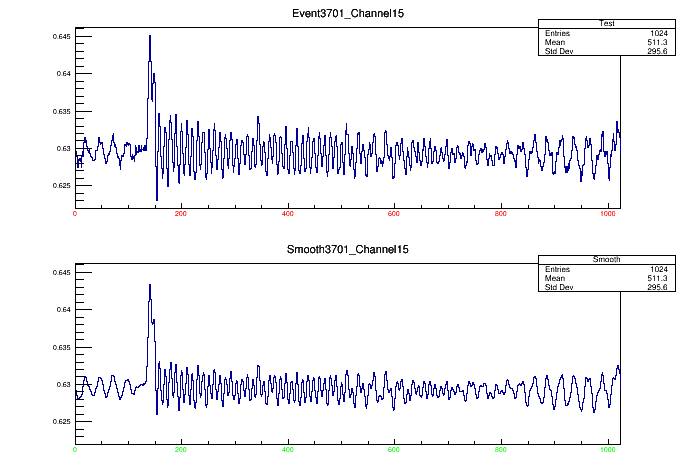 Event3701_Channel15
Test
Entries 1024
Mean 511.3
Std Dev 295.6
0.645
0.64
0.635
0.63
0.625
0 200 400 600 800 1000
Smooth3701_Channel15
Smooth
Entries 1024
Mean 511.3
Std Dev 295.6
0.645
0.64
0.635
0.63
0.625
0 200 400 600 800 1000